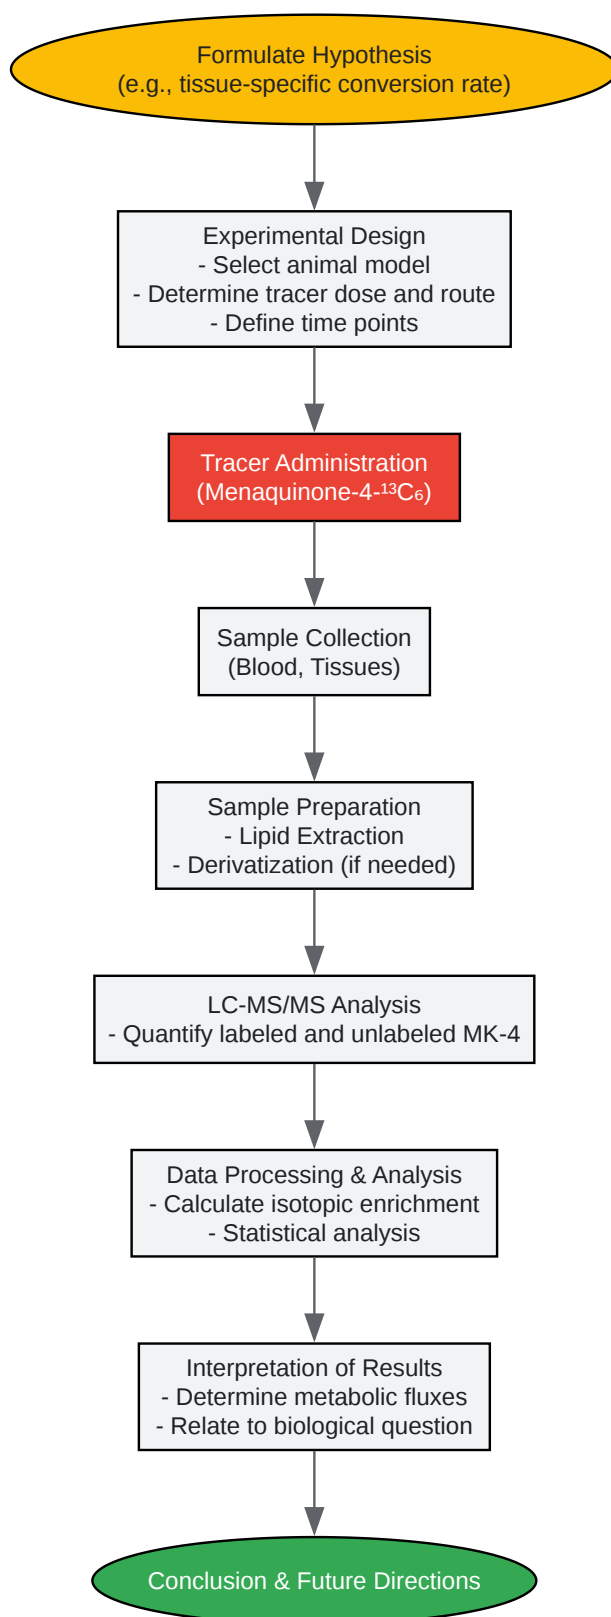 Formulate Hypothesis
(e.g., tissue-specific conversion rate)
Experimental Design
- Select animal model
- Determine tracer dose and route
- Define time points
Tracer Administration
(Menaquinone-4-¹³C₆)
Sample Collection
(Blood, Tissues)
Sample Preparation
- Lipid Extraction
- Derivatization (if needed)
LC-MS/MS Analysis
- Quantify labeled and unlabeled MK-4
Data Processing & Analysis
- Calculate isotopic enrichment
- Statistical analysis
Interpretation of Results
- Determine metabolic fluxes
- Relate to biological question
Conclusion & Future Directions